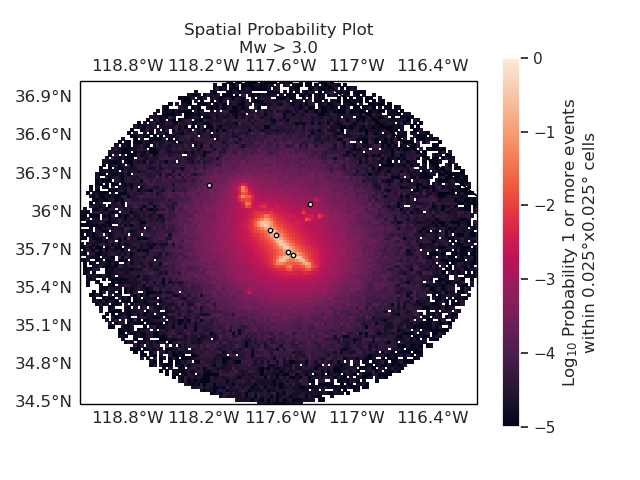 Spatial Probability Plot
Mw > 3.0
118.8°W 118.2°W 117.6°W 117°W 116.4°W
36.9°N
36.6°N
36.3°N
36°N
35.7°N
35.4°N
35.1°N
34.8°N
34.5°N
118.8°W 118.2°W 117.6°W 117°W 116.4°W
0
−1
−2
−3
−4
−5
Log₁₀ Probability 1 or more events
within 0.025°x0.025° cells